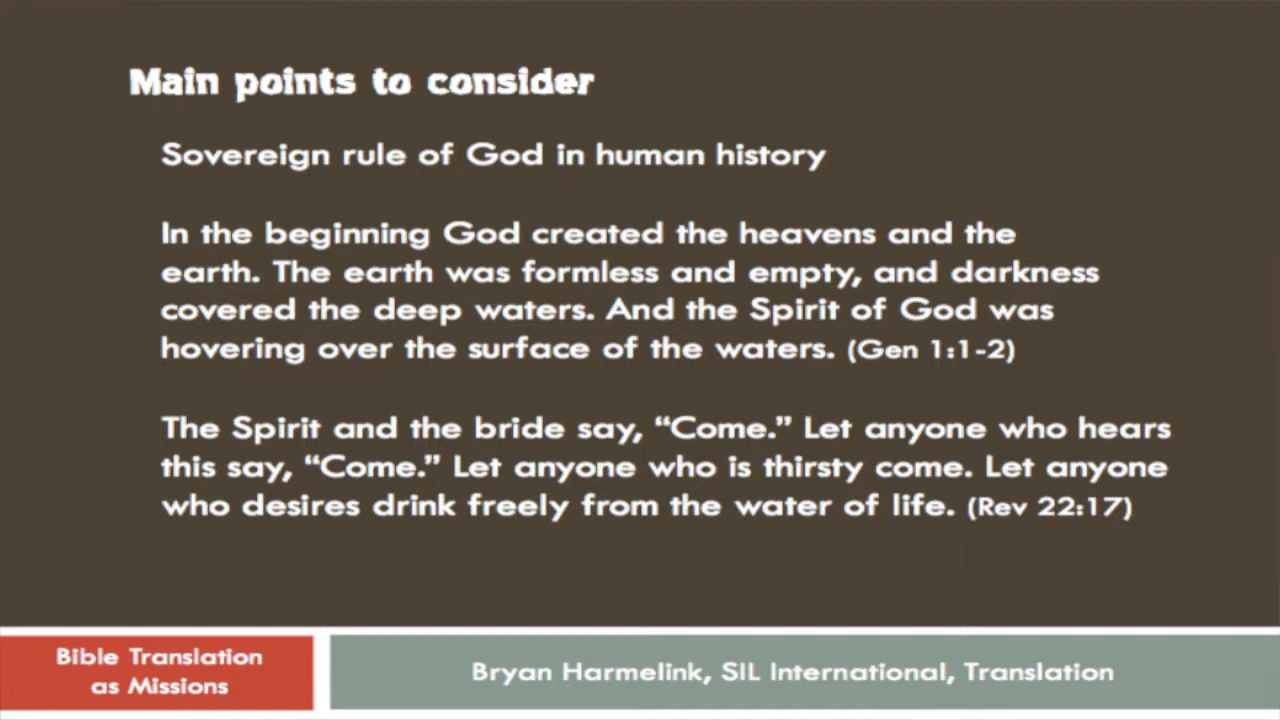 Main points to consider
Sovereign rule of God in human history
In the beginning God created the heavens and the
earth. The earth was formless and empty, and darkness
covered the deep waters. And the Spirit of God was
hovering over the surface of the waters. (Gen 1:1-2)
The Spirit and the bride say, “Come.” Let anyone who hears
this say, “Come.” Let anyone who is thirsty come. Let anyone
who desires drink freely from the water of life. (Rev 22:17)
Bible Translation
as Missions
Bryan Harmelink, SIL International, Translation